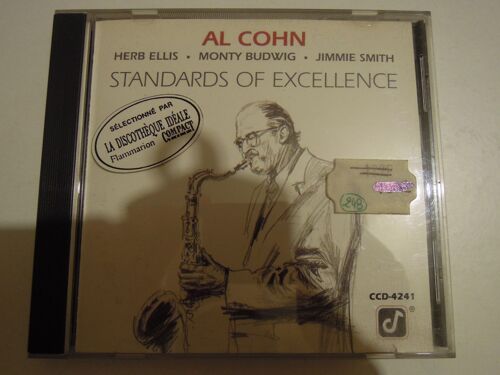 AL COHN
HERB ELLIS • MONTY BUDWIG • JIMMIE SMITH
STANDARDS OF EXCELLENCE
SÉLECTIONNÉ PAR
LA DISCOTHÈQUE IDÉALE
Flammarion COMPACT
248
CCD-4241
®